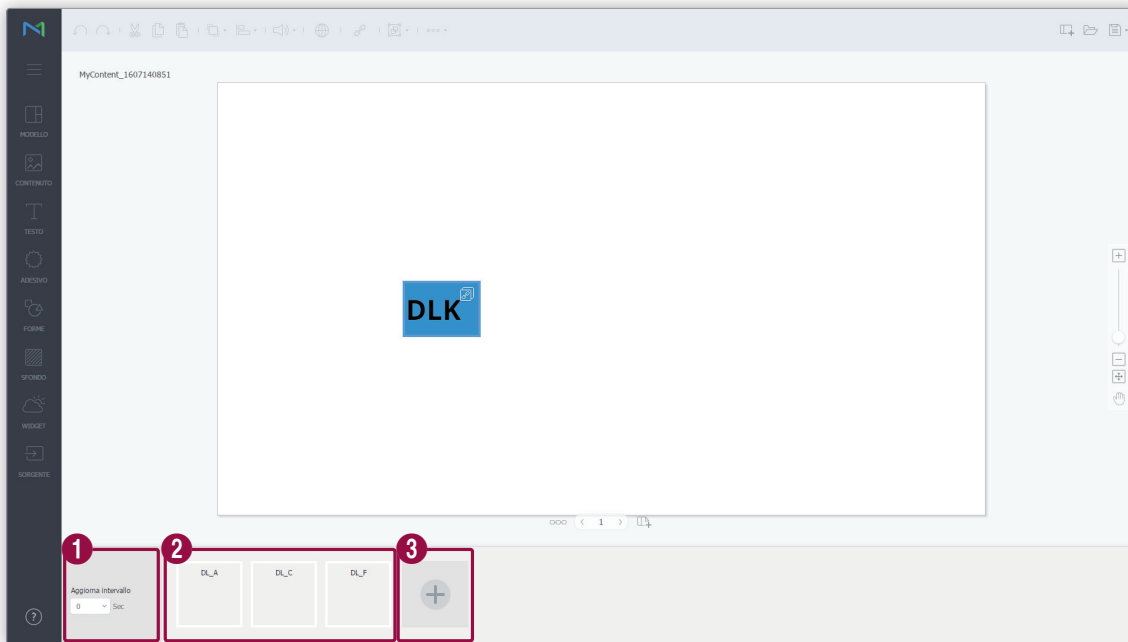 MyContent_1607140851
MODELLO
CONTENUTO
TESTO
ADESIVO
FORME
SFONDO
WIDGET
SORGENTE
DLK
1
1
2
3
DL_A
DL_C
DL_F
Aggiorna intervallo
0
Sec
?